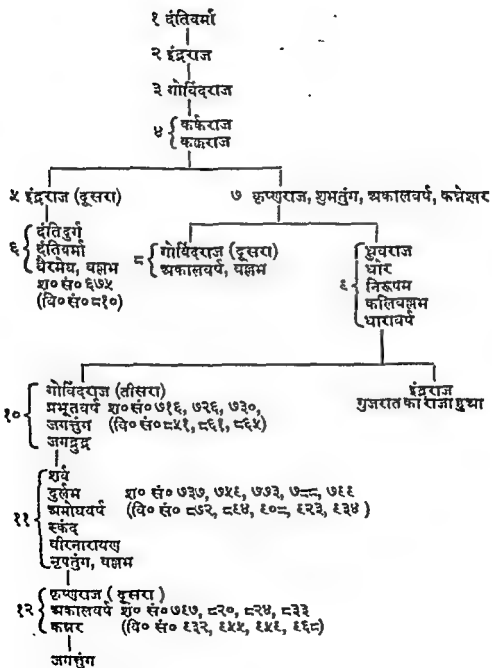 १ दंतिवर्मा
२ इंद्रराज
३ गोविंदराज
४ कर्कराज
कक्कराज
५ इंद्रराज (दूसरा)
७ कृष्णराज, शुभतुंग, अकालवर्ष, कन्नेश्वर
६ दंतिदुर्ग
दंतिवर्मा
वैरमेघ, वल्लभ
श० सं० ६७५
(वि० सं० ८१०)
८ गोविंदराज (दूसरा)
अकालवर्ष, वल्लभ
९ ध्रुवराज
धोर
निरूपम
कलिवल्लभ
धारावर्ष
१० गोविंदराज (तीसरा)
प्रभूतवर्ष श० सं० ७१६, ७२६, ७३०,
जगत्तुंग (वि० सं० ८५१, ८६१, ८६५)
जगद्रुद्र
इंद्रराज
गुजरात का राजा हुआ
११ शर्व
दुर्लभ श० सं० ७३७, ७५६, ७७३, ७८८, ७९९
अमोघवर्ष (वि० सं० ८७२, ८९४, ९०८, ९२३, ९३४)
स्कंद
वीरनारायण
नृपतुंग, वल्लभ
१२ कृष्णराज (दूसरा)
अकालवर्ष श० सं० ७९७, ८२०, ८२४, ८३३
कन्नर (वि० सं० ९३२, ९५५, ९५९, ९६८)
जगत्तुंग